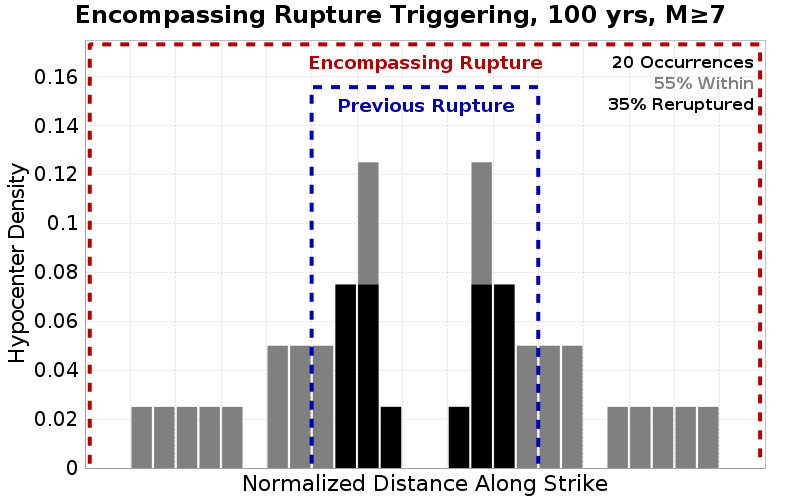 Encompassing Rupture Triggering, 100 yrs, M≥7
Encompassing Rupture
Previous Rupture
20 Occurrences
55% Within
35% Reruptured
Hypocenter Density
0.16
0.14
0.12
0.1
0.08
0.06
0.04
0.02
0
Normalized Distance Along Strike